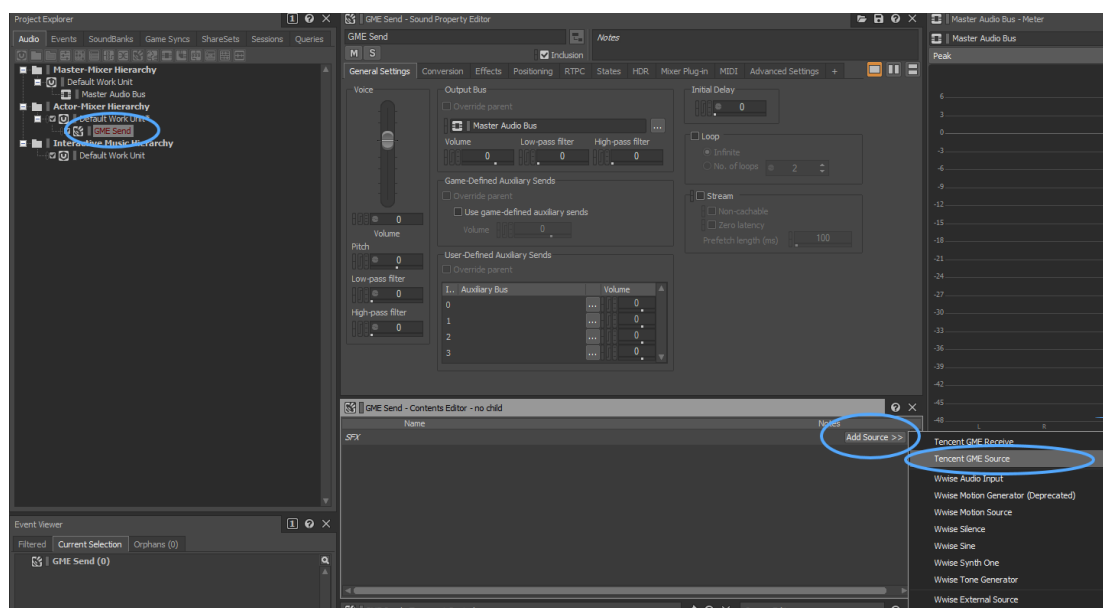 Project Explorer
Audio Events SoundBanks Game Syncs ShareSets Sessions Queries
Master-Mixer Hierarchy
Default Work Unit
Master Audio Bus
Actor-Mixer Hierarchy
Default Work Unit*
GME Send
Interactive Music Hierarchy
Default Work Unit
Event Viewer
Filtered Current Selection Orphans (0)
GME Send (0)
GME Send - Sound Property Editor
GME Send
Notes
M S
Inclusion
General Settings Conversion Effects Positioning RTPC States HDR Mixer Plug-in MIDI Advanced Settings +
Voice
0
Volume
Pitch
0
Low-pass filter
0
High-pass filter
0
Output Bus
Override parent
Master Audio Bus ...
Volume Low-pass filter High-pass filter
0 0 0
Game-Defined Auxiliary Sends
Override parent
Use game-defined auxiliary sends
Volume 0
User-Defined Auxiliary Sends
Override parent
I.. Auxiliary Bus Volume
0 ... 0
1 ... 0
2 ... 0
3 ... 0
Initial Delay
0
Loop
Infinite
No. of loops 2
Stream
Non-cachable
Zero latency
Prefetch length (ms) 100
GME Send - Contents Editor - no child
Name Notes
SFX Add Source >>
Master Audio Bus - Meter
Master Audio Bus
Peak
6
3
0
-3
-6
-9
-12
-15
-18
-21
-24
-27
-30
-33
-36
-39
-42
-45
-48
L R
Tencent GME Receive
Tencent GME Source
Wwise Audio Input
Wwise Motion Generator (Deprecated)
Wwise Motion Source
Wwise Silence
Wwise Sine
Wwise Synth One
Wwise Tone Generator
Wwise External Source